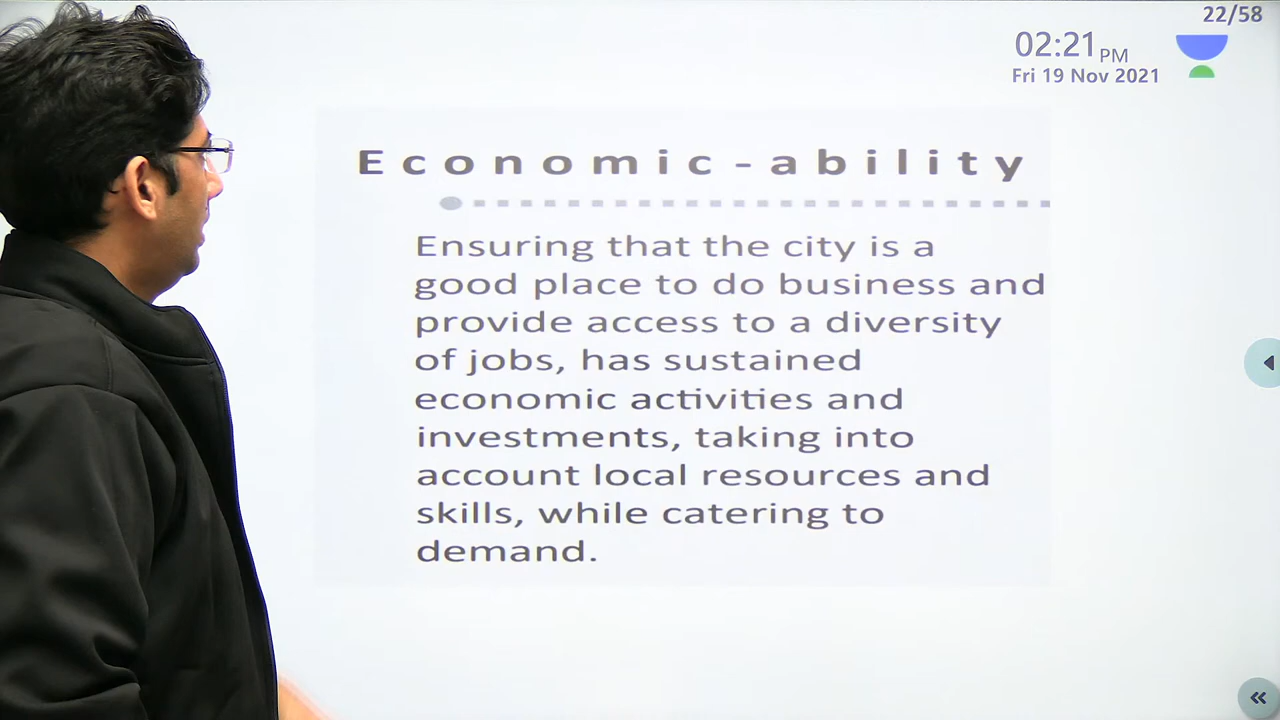 22/58
02:21 PM
Fri 19 Nov 2021
Economic-ability
Ensuring that the city is a
good place to do business and
provide access to a diversity
of jobs, has sustained
economic activities and
investments, taking into
account local resources and
skills, while catering to
demand.